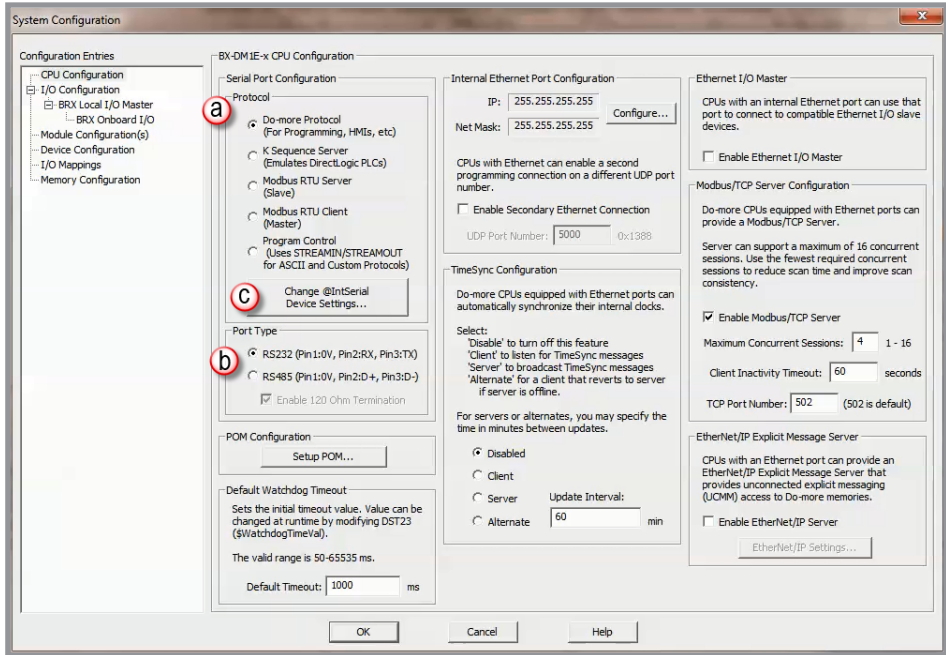 System Configuration
Configuration Entries
CPU Configuration
I/O Configuration
BRX Local I/O Master
BRX Onboard I/O
Module Configuration(s)
Device Configuration
I/O Mappings
Memory Configuration
BX-DM1E-x CPU Configuration
Serial Port Configuration
a
Protocol
Do-more Protocol
(For Programming, HMIs, etc)
K Sequence Server
(Emulates DirectLogic PLCs)
Modbus RTU Server
(Slave)
Modbus RTU Client
(Master)
Program Control
(Uses STREAMIN/STREAMOUT
for ASCII and Custom Protocols)
c
Change @IntSerial
Device Settings...
Port Type
b
RS232 (Pin1:0V, Pin2:RX, Pin3:TX)
RS485 (Pin1:0V, Pin2:D+, Pin3:D-)
Enable 120 Ohm Termination
POM Configuration
Setup POM...
Default Watchdog Timeout
Sets the initial timeout value. Value can be
changed at runtime by modifying DST23
($WatchdogTimeVal).
The valid range is 50-65535 ms.
Default Timeout: 1000 ms
Internal Ethernet Port Configuration
IP: 255.255.255.255
Net Mask: 255.255.255.255
Configure...
CPUs with Ethernet can enable a second
programming connection on a different UDP port
number.
Enable Secondary Ethernet Connection
UDP Port Number: 5000 0x1388
TimeSync Configuration
Do-more CPUs equipped with Ethernet ports can
automatically synchronize their internal clocks.
Select:
'Disable' to turn off this feature
'Client' to listen for TimeSync messages
'Server' to broadcast TimeSync messages
'Alternate' for a client that reverts to server
if server is offline.
For servers or alternates, you may specify the
time in minutes between updates.
Disabled
Client
Server
Alternate
Update Interval:
60 min
Ethernet I/O Master
CPUs with an internal Ethernet port can use that
port to connect to compatible Ethernet I/O slave
devices.
Enable Ethernet I/O Master
Modbus/TCP Server Configuration
Do-more CPUs equipped with Ethernet ports can
provide a Modbus/TCP Server.
Server can support a maximum of 16 concurrent
sessions. Use the fewest required concurrent
sessions to reduce scan time and improve scan
consistency.
Enable Modbus/TCP Server
Maximum Concurrent Sessions: 4 1 - 16
Client Inactivity Timeout: 60 seconds
TCP Port Number: 502 (502 is default)
EtherNet/IP Explicit Message Server
CPUs with an Ethernet port can provide an
EtherNet/IP Explicit Message Server that
provides unconnected explicit messaging
(UCMM) access to Do-more memories.
Enable EtherNet/IP Server
EtherNet/IP Settings...
OK
Cancel
Help